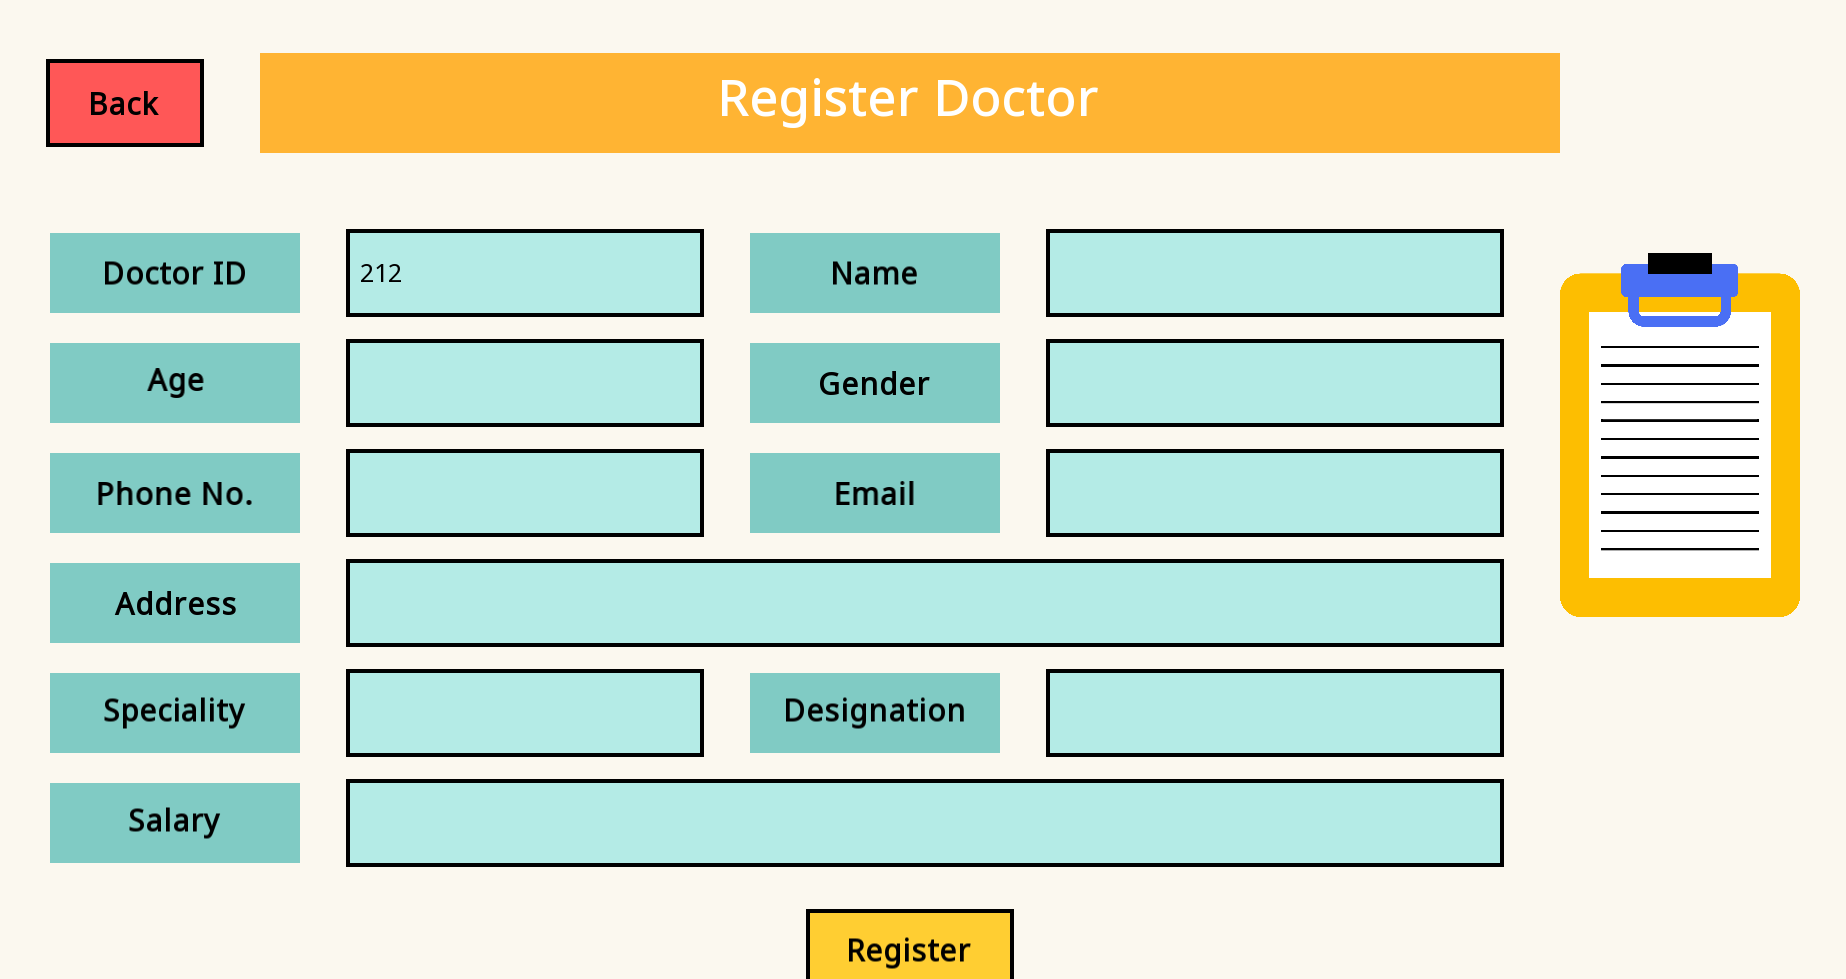 Back
Register Doctor
Doctor ID
212
Name
Age
Gender
Phone No.
Email
Address
Speciality
Designation
Salary
Register